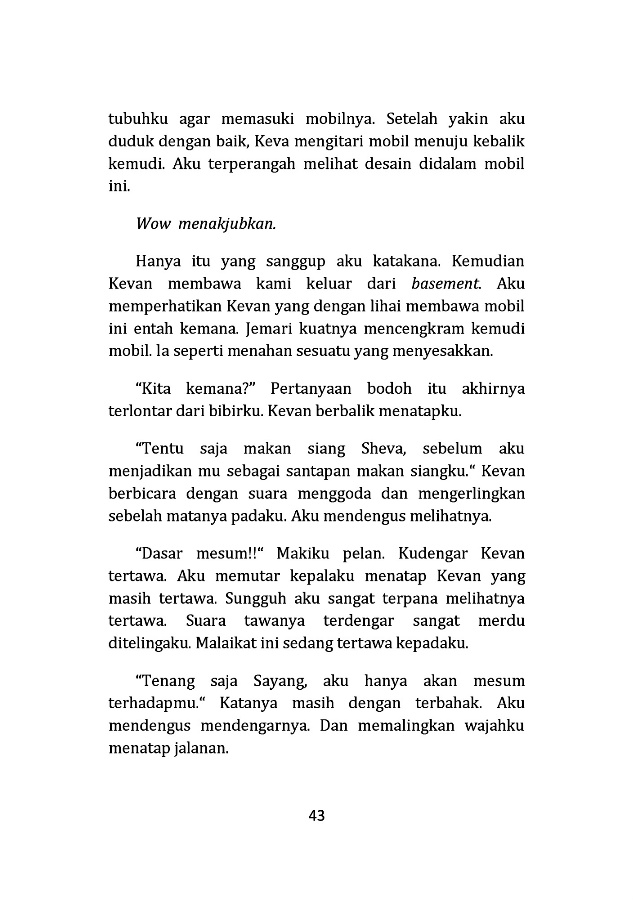 tubuhku agar memasuki mobilnya. Setelah yakin aku
duduk dengan baik, Keva mengitari mobil menuju kebalik
kemudi. Aku terperangah melihat desain didalam mobil
ini.
Wow menakjubkan.
Hanya itu yang sanggup aku katakana. Kemudian
Kevan membawa kami keluar dari basement. Aku
memperhatikan Kevan yang dengan lihai membawa mobil
ini entah kemana. Jemari kuatnya mencengkram kemudi
mobil. Ia seperti menahan sesuatu yang menyesakkan.
“Kita kemana?” Pertanyaan bodoh itu akhirnya
terlontar dari bibirku. Kevan berbalik menatapku.
“Tentu saja makan siang Sheva, sebelum aku
menjadikan mu sebagai santapan makan siangku.“ Kevan
berbicara dengan suara menggoda dan mengerlingkan
sebelah matanya padaku. Aku mendengus melihatnya.
“Dasar mesum!!“ Makiku pelan. Kudengar Kevan
tertawa. Aku memutar kepalaku menatap Kevan yang
masih tertawa. Sungguh aku sangat terpana melihatnya
tertawa. Suara tawanya terdengar sangat merdu
ditelingaku. Malaikat ini sedang tertawa kepadaku.
“Tenang saja Sayang, aku hanya akan mesum
terhadapmu.“ Katanya masih dengan terbahak. Aku
mendengus mendengarnya. Dan memalingkan wajahku
menatap jalanan.
43